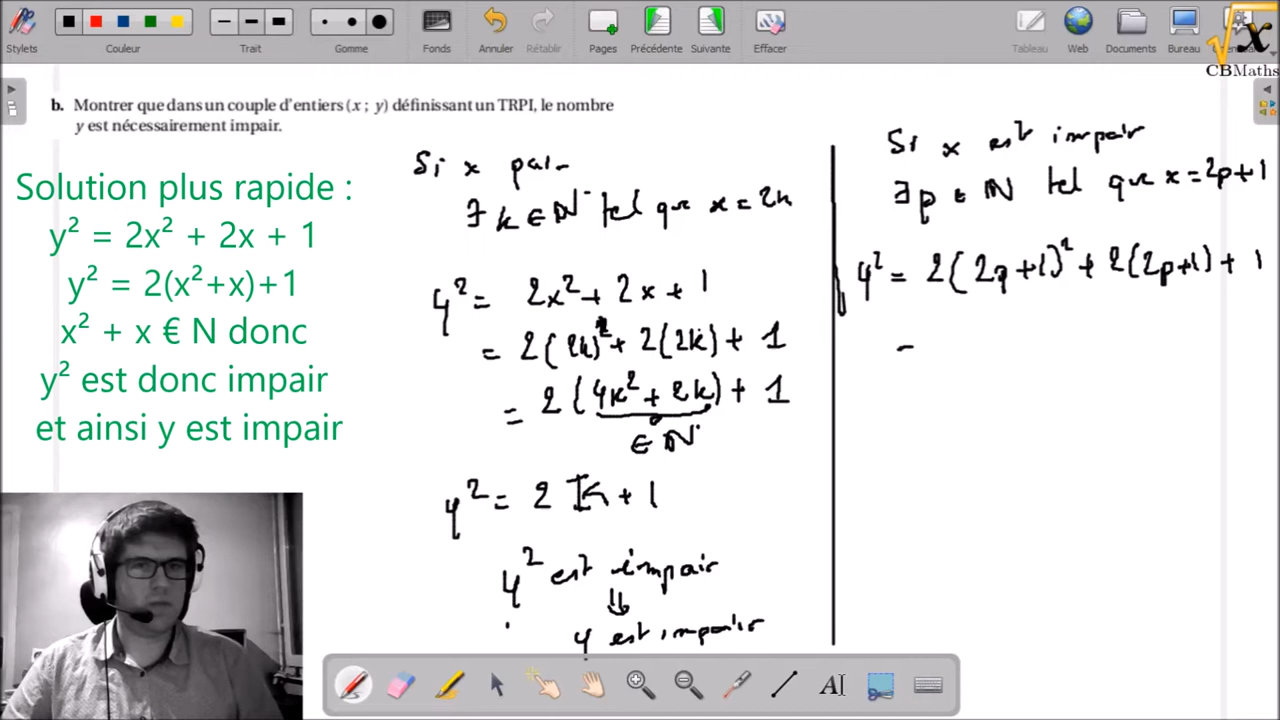 Stylets
Couleur
Trait
Gomme
Fonds
Annuler
Rétablir
Pages
Précédente
Suivante
Effacer
Tableau
Web
Documents
Bureau
√x
CBMaths
b. Montrer que dans un couple d'entiers (x ; y) définissant un TRPI, le nombre
y est nécessairement impair.
Solution plus rapide :
y² = 2x² + 2x + 1
y² = 2(x²+x)+1
x² + x € N donc
y² est donc impair
et ainsi y est impair
Si x pair
∃ k ∈ ℕ tel que x = 2k
y² = 2x² + 2x + 1
= 2(2k)² + 2(2k) + 1
= 2(4k² + 2k) + 1
∈ ℕ
y² = 2K + 1
y² est impair
⇓
y est impair
Si x est impair
∃ p ∈ ℕ tel que x = 2p+1
y² = 2(2p+1)² + 2(2p+1) + 1